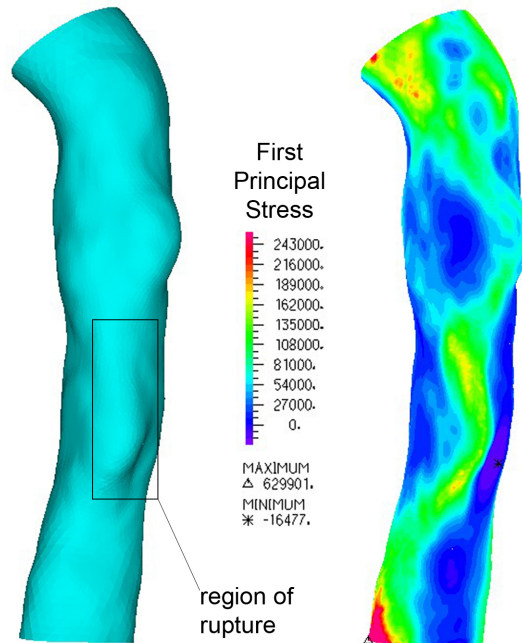 First
Principal
Stress
243000.
216000.
189000.
162000.
135000.
108000.
81000.
54000.
27000.
0.
MAXIMUM
△ 629901.
MINIMUM
✳ -16477.
region of
rupture